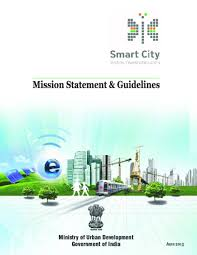 Smart City
Mission Statement & Guidelines
e
Ministry of Urban Development
Government of India
June 2015